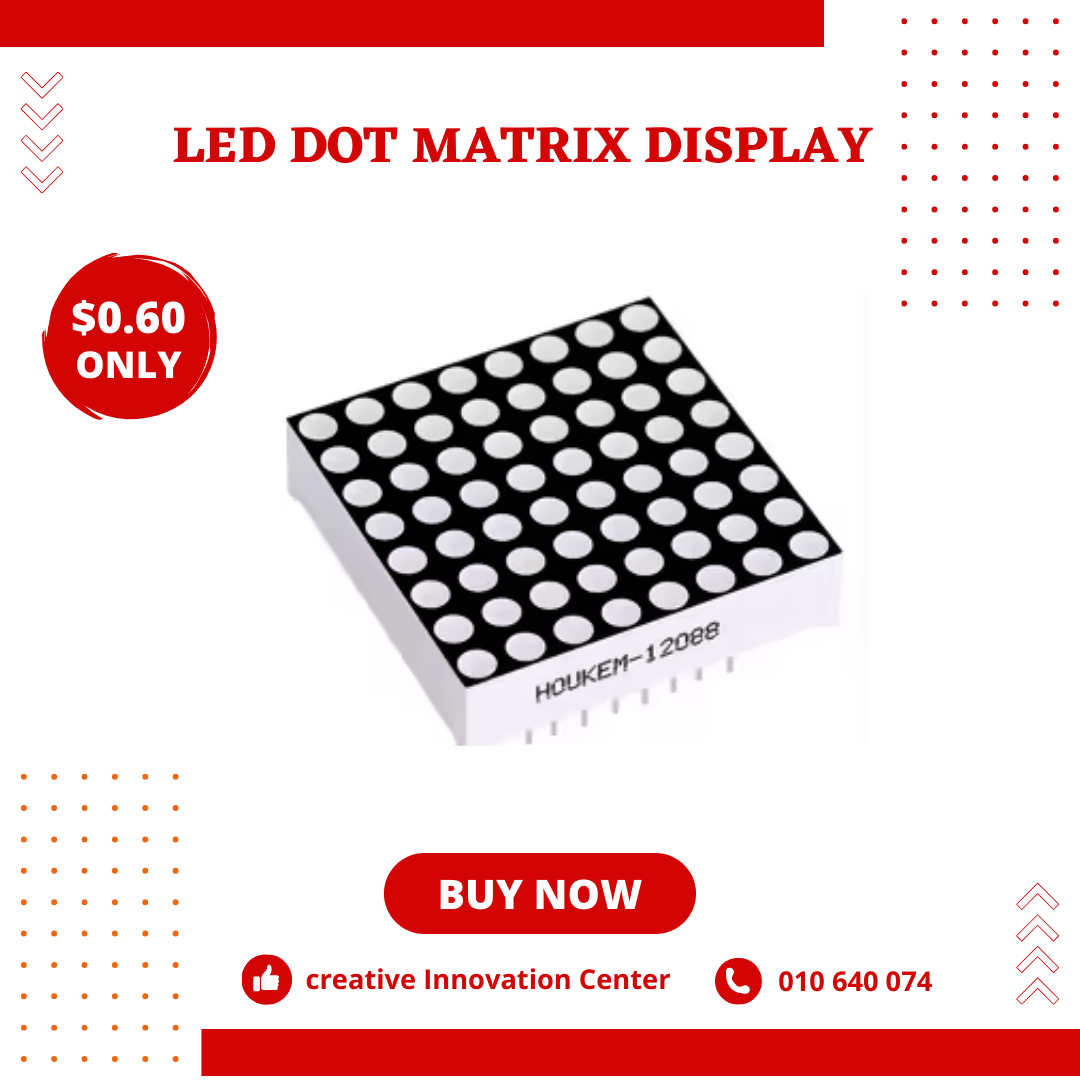 LED DOT MATRIX DISPLAY
$0.60
ONLY
HOUKEM-12088
BUY NOW
creative Innovation Center
010 640 074